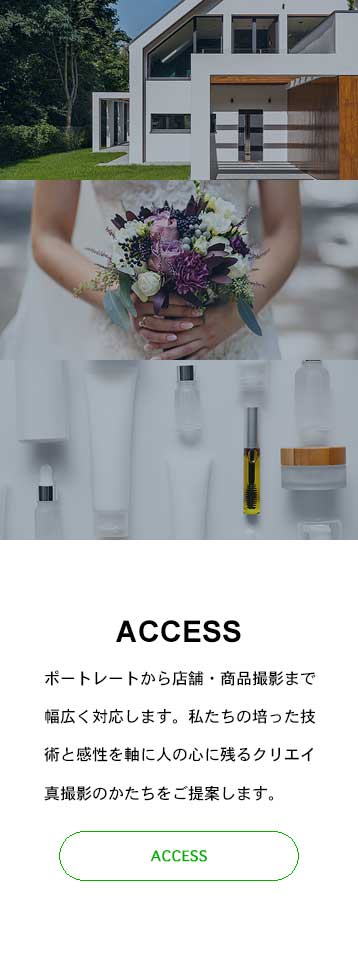 ACCESS
ポートレートから店舗・商品撮影まで
幅広く対応します。私たちの培った技
術と感性を軸に人の心に残るクリエイ
真撮影のかたちをご提案します。
ACCESS